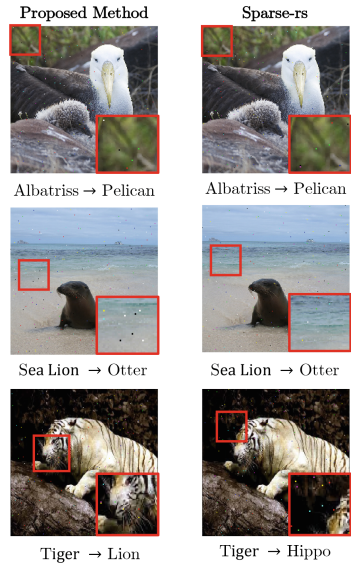 Proposed Method
Sparse-rs
Albatriss → Pelican
Albatriss → Pelican
Sea Lion → Otter
Sea Lion → Otter
Tiger → Lion
Tiger → Hippo